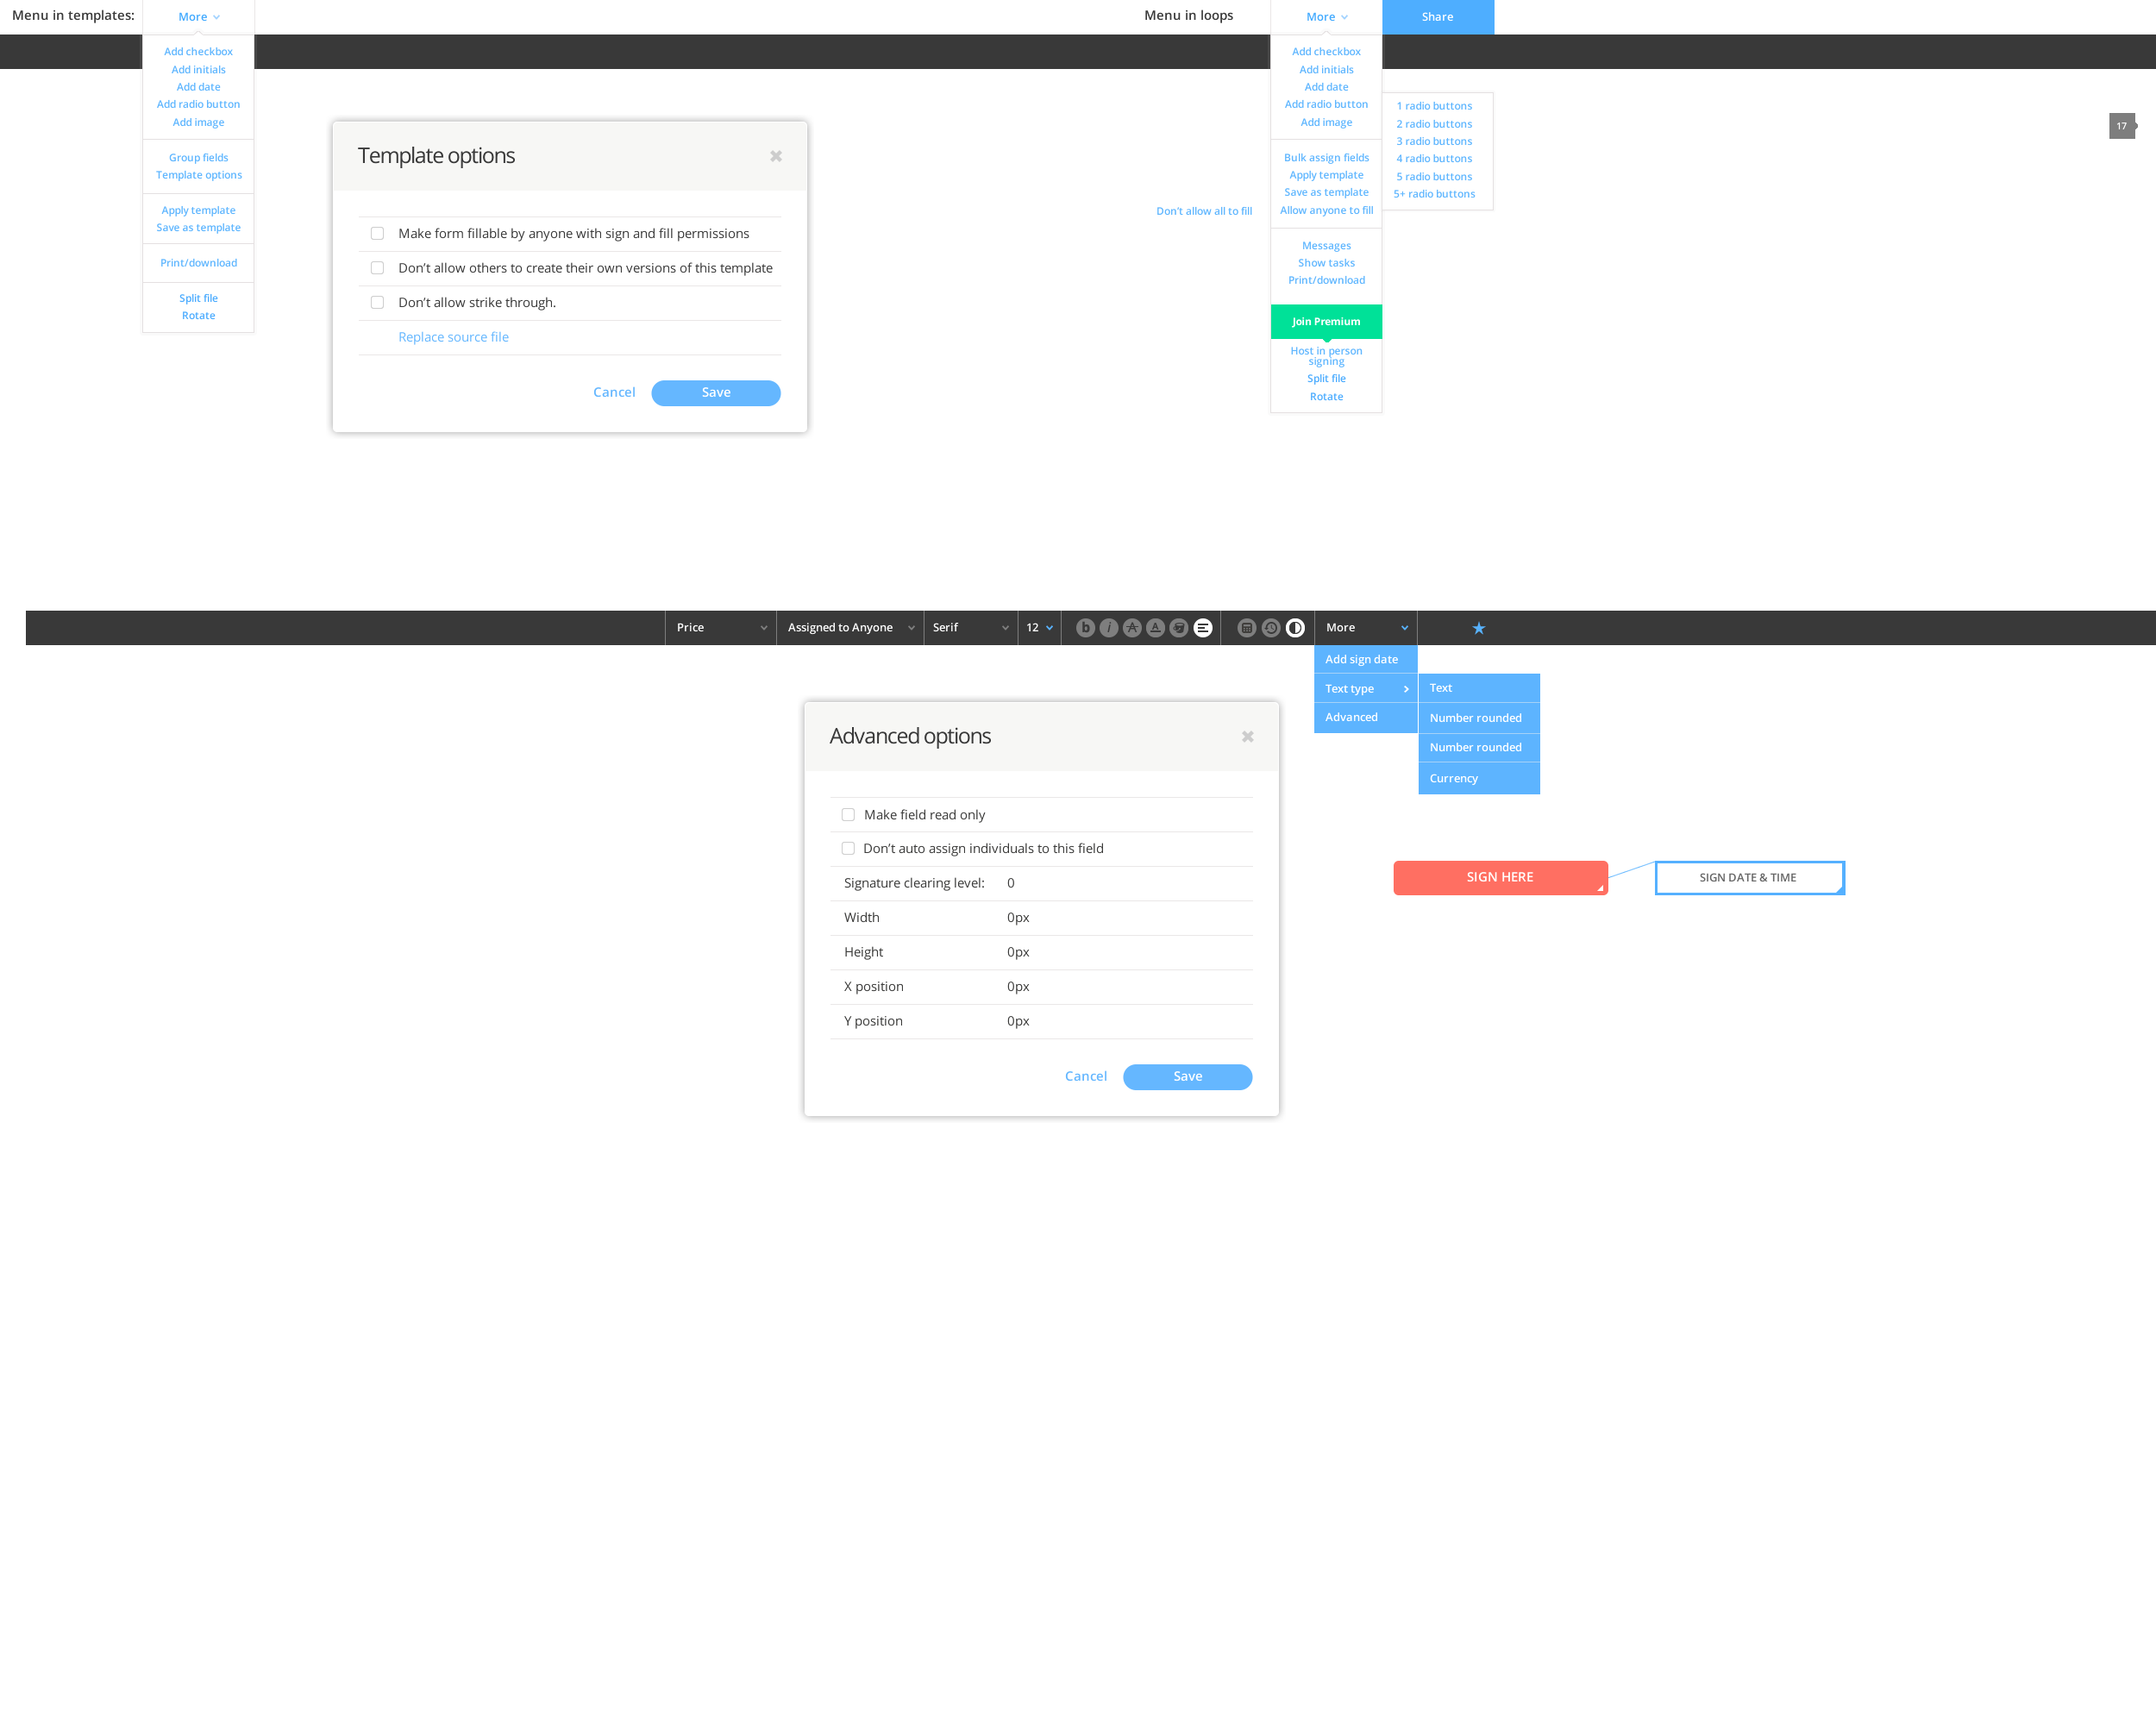 Menu in templates:
More
Add checkbox
Add initials
Add date
Add radio button
Add image
Group fields
Template options
Apply template
Save as template
Print/download
Split file
Rotate
Template options
Make form fillable by anyone with sign and fill permissions
Don’t allow others to create their own versions of this template
Don’t allow strike through.
Replace source file
Cancel
Save
Menu in loops
More
Share
Add checkbox
Add initials
Add date
Add radio button
Add image
1 radio buttons
2 radio buttons
3 radio buttons
4 radio buttons
5 radio buttons
5+ radio buttons
17
Bulk assign fields
Apply template
Save as template
Allow anyone to fill
Don’t allow all to fill
Messages
Show tasks
Print/download
Join Premium
Host in person
signing
Split file
Rotate
Price
Assigned to Anyone
Serif
12
b
i
A
A
More
Add sign date
Text type
Advanced
Text
Number rounded
Number rounded
Currency
Advanced options
Make field read only
Don’t auto assign individuals to this field
Signature clearing level: 0
Width 0px
Height 0px
X position 0px
Y position 0px
Cancel
Save
SIGN HERE
SIGN DATE & TIME